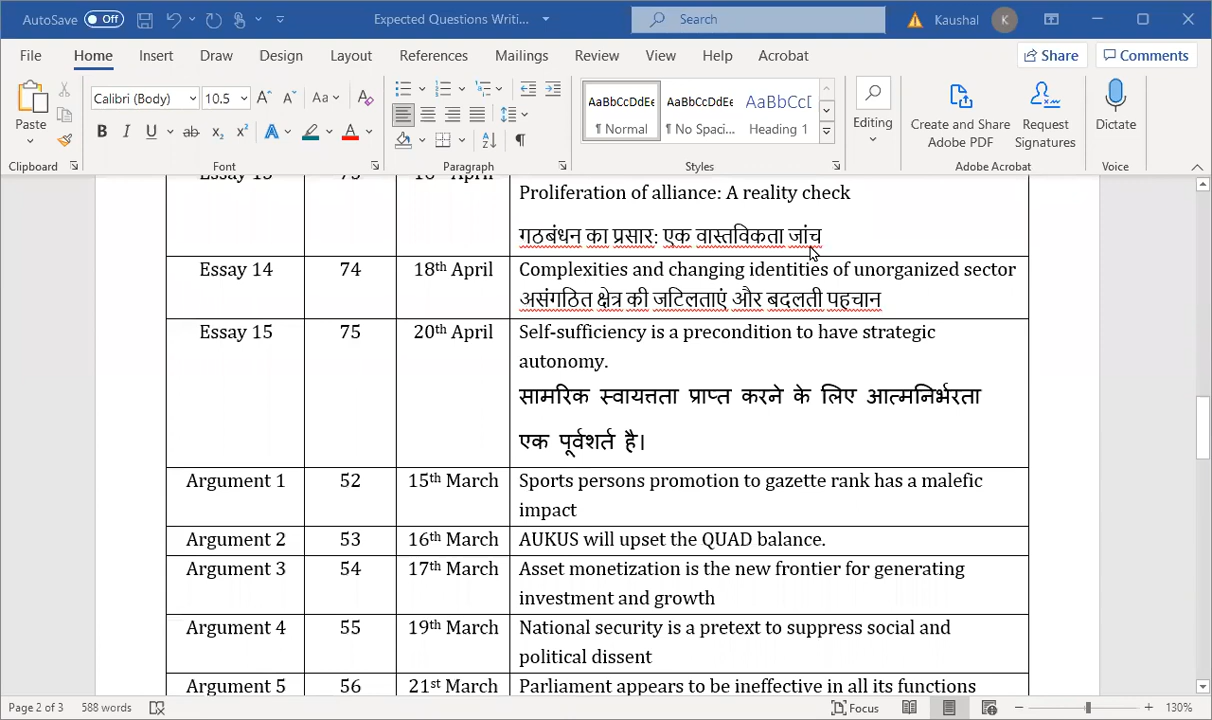 AutoSave Off Expected Questions Writi... Search Kaushal K
File Home Insert Draw Design Layout References Mailings Review View Help Acrobat Share Comments
Paste Calibri (Body) 10.5 AaBbCcDdEe AaBbCcDdEe AaBbCcD Editing Create and Share Adobe PDF Request Signatures Dictate
¶ Normal ¶ No Spaci... Heading 1
Clipboard Font Paragraph Styles Adobe Acrobat Voice
Essay 13 73 16th April
Proliferation of alliance: A reality check
गठबंधन का प्रसार: एक वास्तविकता जांच
Essay 14 74 18th April Complexities and changing identities of unorganized sector
असंगठित क्षेत्र की जटिलताएं और बदलती पहचान
Essay 15 75 20th April Self-sufficiency is a precondition to have strategic
autonomy.
सामरिक स्वायत्तता प्राप्त करने के लिए आत्मनिर्भरता
एक पूर्वशर्त है।
Argument 1 52 15th March Sports persons promotion to gazette rank has a malefic
impact
Argument 2 53 16th March AUKUS will upset the QUAD balance.
Argument 3 54 17th March Asset monetization is the new frontier for generating
investment and growth
Argument 4 55 19th March National security is a pretext to suppress social and
political dissent
Argument 5 56 21st March Parliament appears to be ineffective in all its functions
Page 2 of 3 588 words Focus 130%